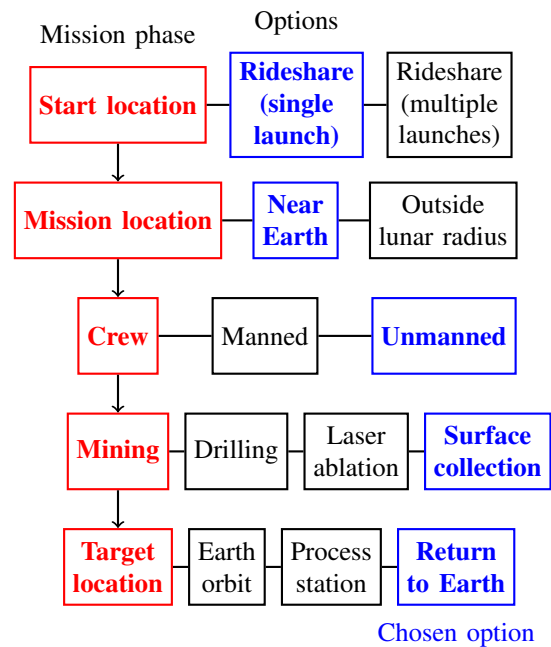 Mission phase
Options
Start location
Rideshare
(single
launch)
Rideshare
(multiple
launches)
Mission location
Near
Earth
Outside
lunar radius
Crew
Manned
Unmanned
Mining
Drilling
Laser
ablation
Surface
collection
Target
location
Earth
orbit
Process
station
Return
to Earth
Chosen option